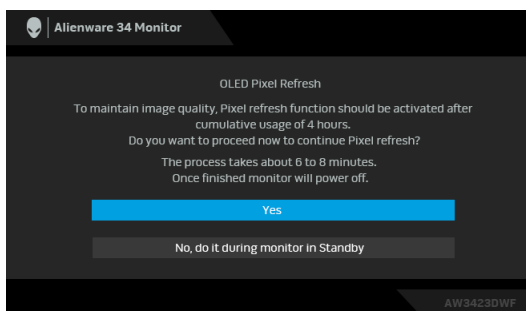 Alienware 34 Monitor
OLED Pixel Refresh
To maintain image quality, Pixel refresh function should be activated after
cumulative usage of 4 hours.
Do you want to proceed now to continue Pixel refresh?
The process takes about 6 to 8 minutes.
Once finished monitor will power off.
Yes
No, do it during monitor in Standby
AW3423DWF